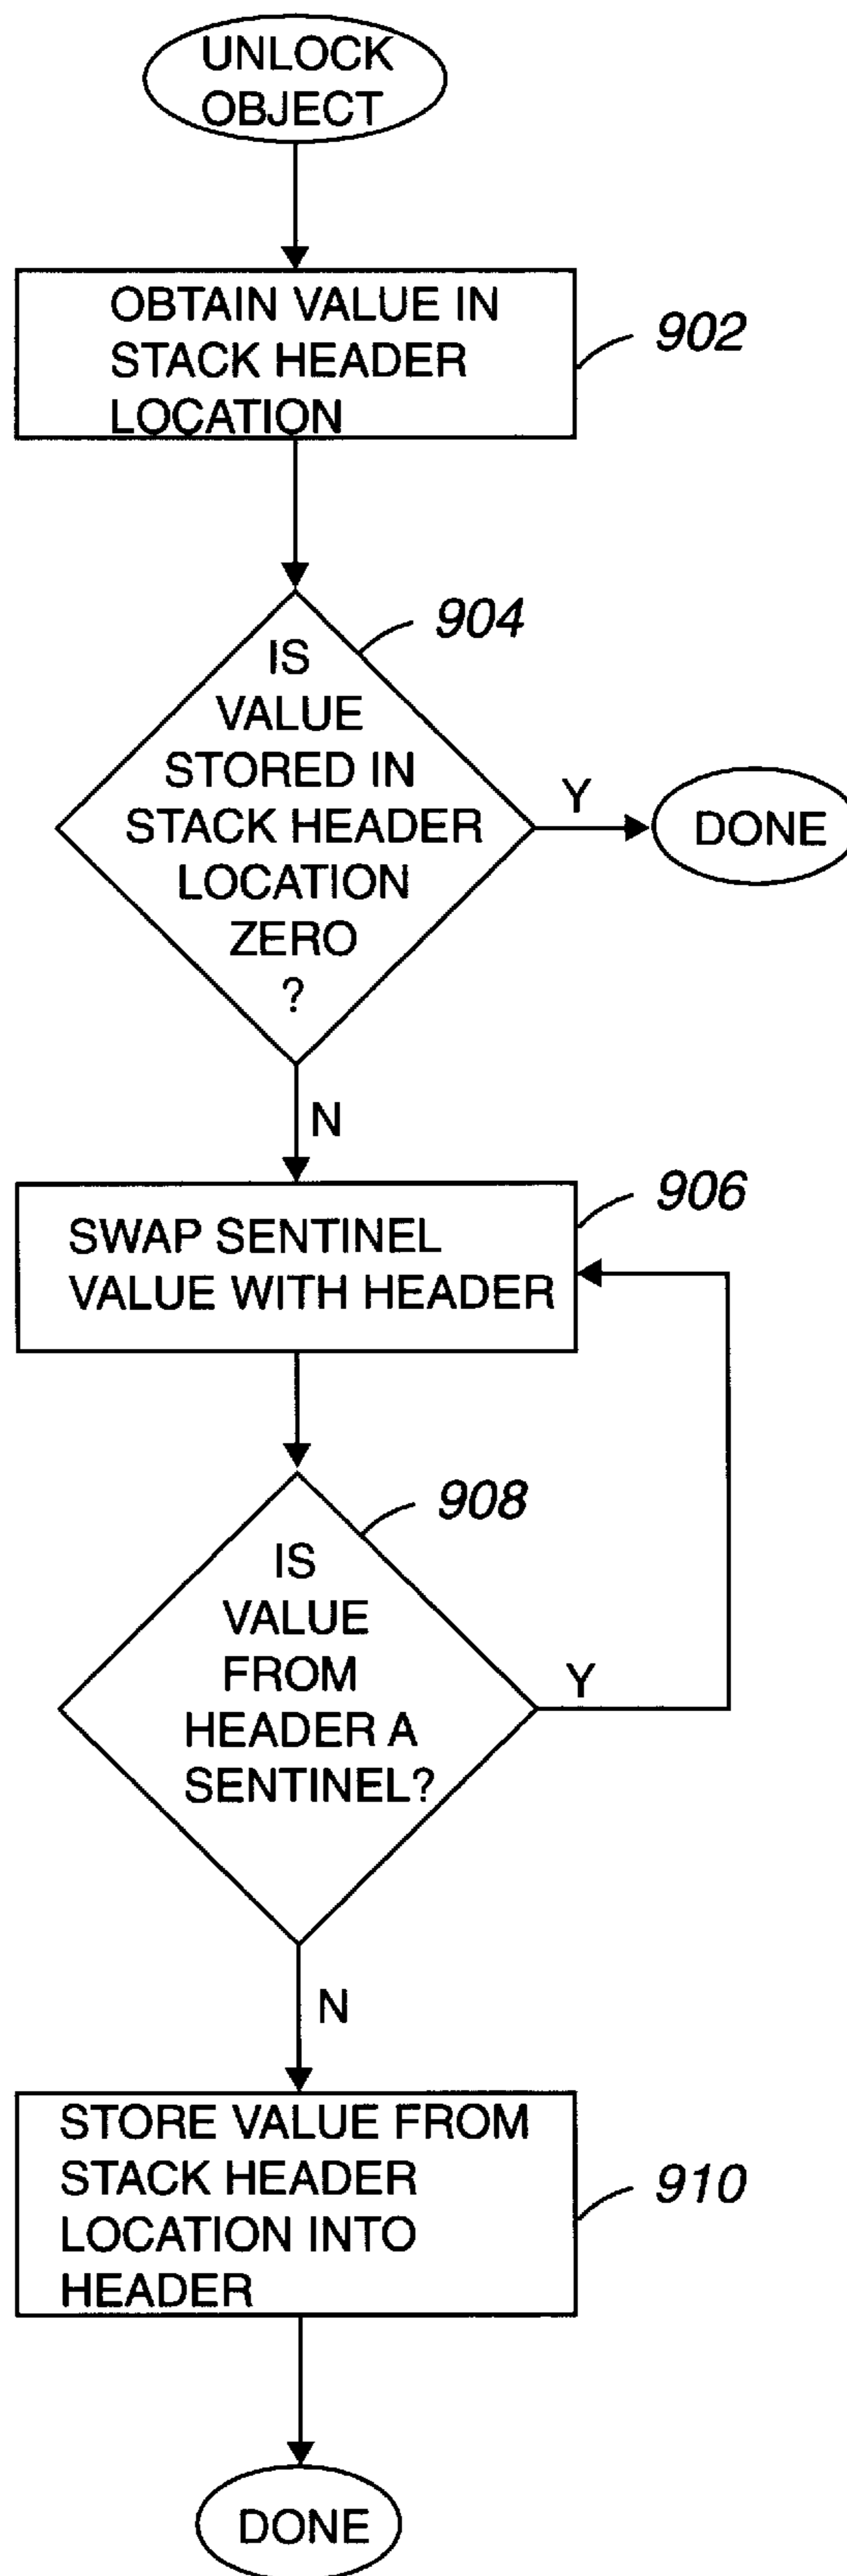 UNLOCK
OBJECT
OBTAIN VALUE IN
STACK HEADER
LOCATION
902
904
IS
VALUE
STORED IN
STACK HEADER
LOCATION
ZERO
?
Y
DONE
N
906
SWAP SENTINEL
VALUE WITH HEADER
908
IS
VALUE
FROM
HEADER A
SENTINEL?
Y
N
STORE VALUE FROM
STACK HEADER
LOCATION INTO
HEADER
910
DONE